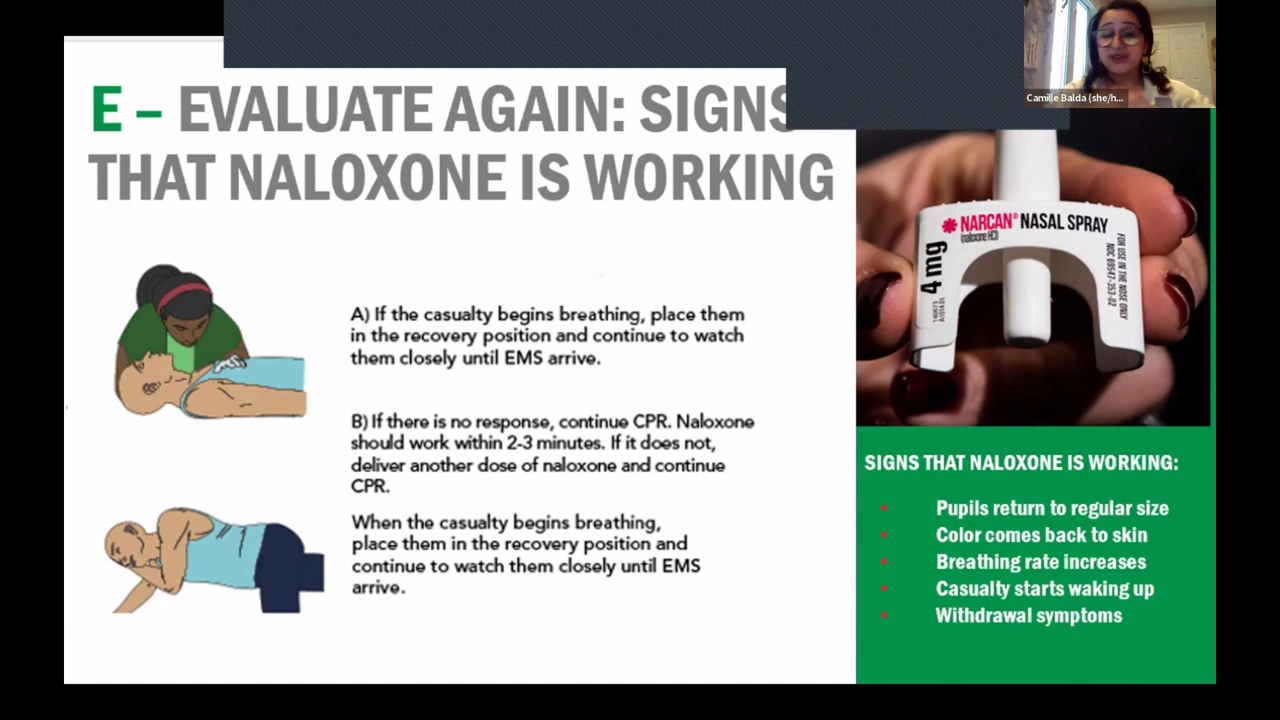 E – EVALUATE AGAIN: SIGNS
THAT NALOXONE IS WORKING
A) If the casualty begins breathing, place them
in the recovery position and continue to watch
them closely until EMS arrive.
B) If there is no response, continue CPR. Naloxone
should work within 2-3 minutes. If it does not,
deliver another dose of naloxone and continue
CPR.
When the casualty begins breathing,
place them in the recovery position and
continue to watch them closely until EMS
arrive.
Camille Balda (she/h...
NARCAN® NASAL SPRAY
(naloxone HCl)
4 mg
FOR USE IN THE NOSE ONLY
NDC 69547-353-02
SIGNS THAT NALOXONE IS WORKING:
• Pupils return to regular size
• Color comes back to skin
• Breathing rate increases
• Casualty starts waking up
• Withdrawal symptoms